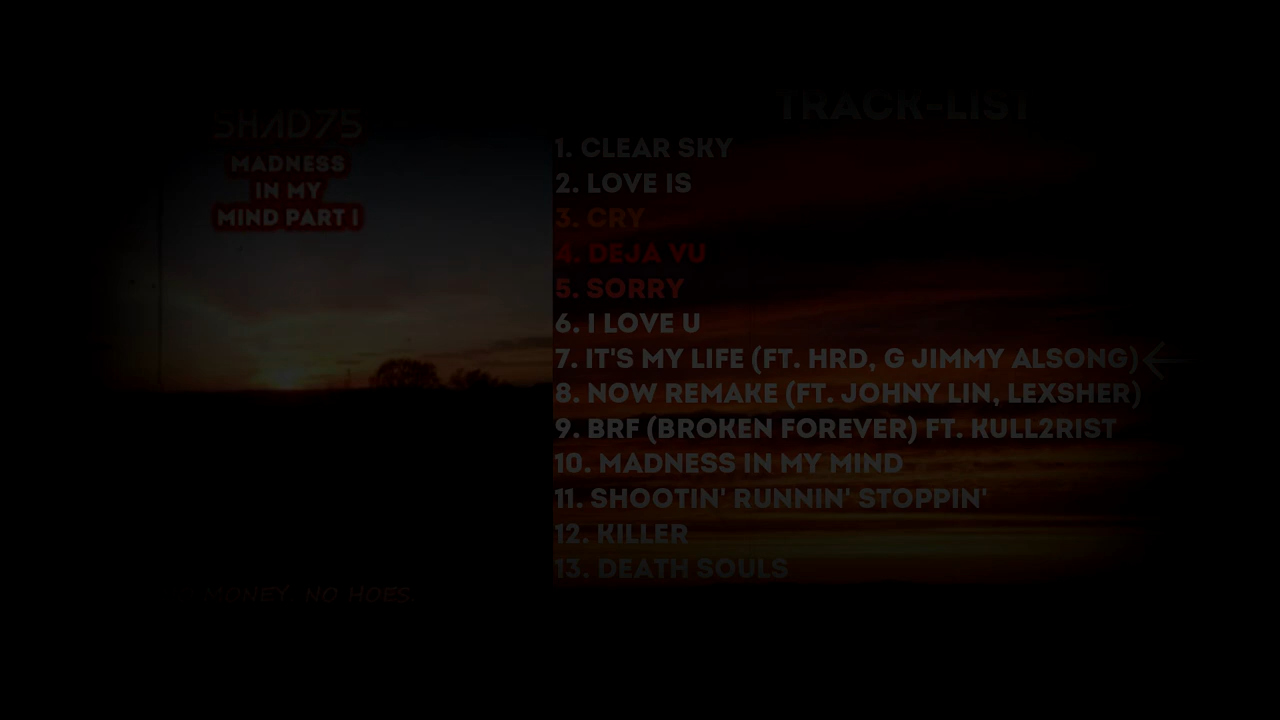 SHAD75
MADNESS
IN MY
MIND PART I
MONEY NO HOES
TRACK-LIST
1. CLEAR SKY
2. LOVE IS
3. CRY
4. DEJA VU
5. SORRY
6. I LOVE U
7. IT'S MY LIFE (FT. HRD, G JIMMY ALSONG)
8. NOW REMAKE (FT. JOHNY LIN, LEXSHER)
9. BRF (BROKEN FOREVER) FT. KULL2RIST
10. MADNESS IN MY MIND
11. SHOOTIN' RUNNIN' STOPPIN'
12. KILLER
13. DEATH SOULS